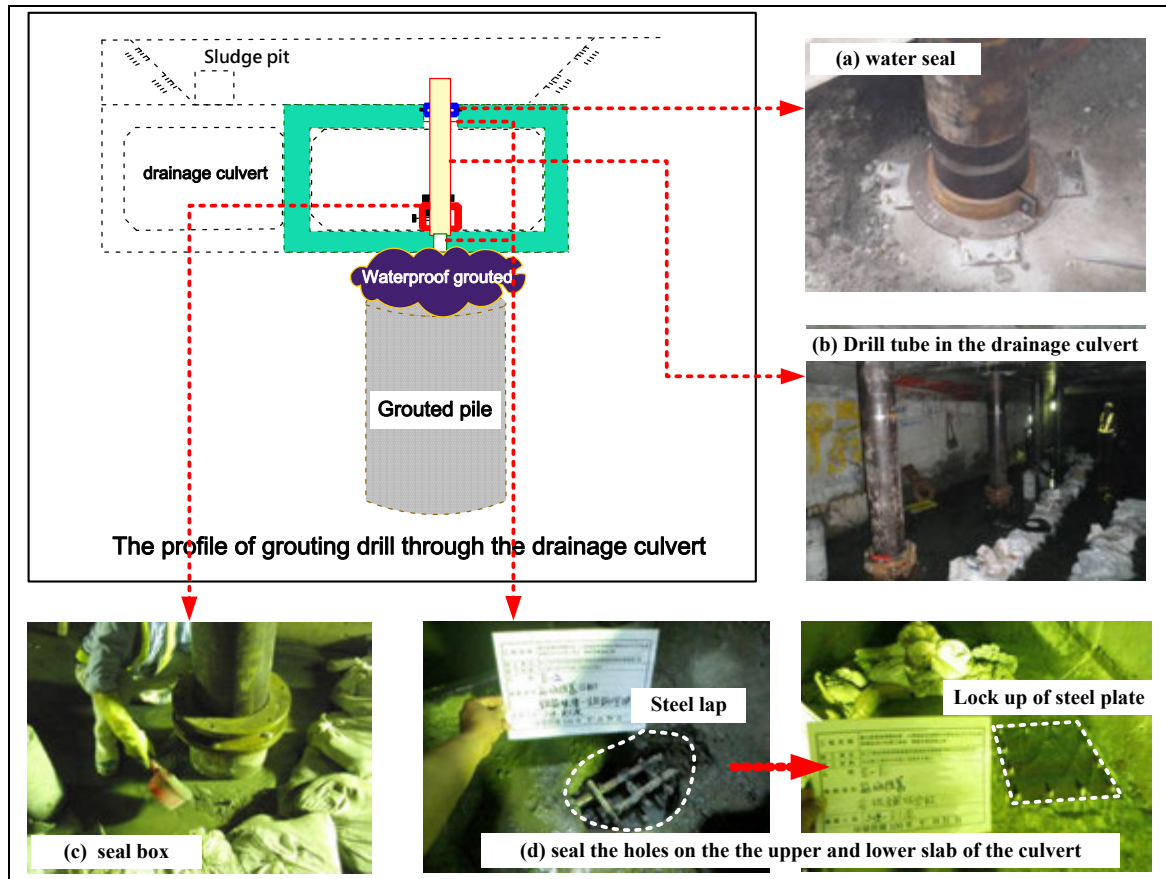 Sludge pit
drainage culvert
Waterproof grouted
Grouted pile
The profile of grouting drill through the drainage culvert
(a) water seal
(b) Drill tube in the drainage culvert
(c) seal box
Steel lap
Lock up of steel plate
(d) seal the holes on the the upper and lower slab of the culvert